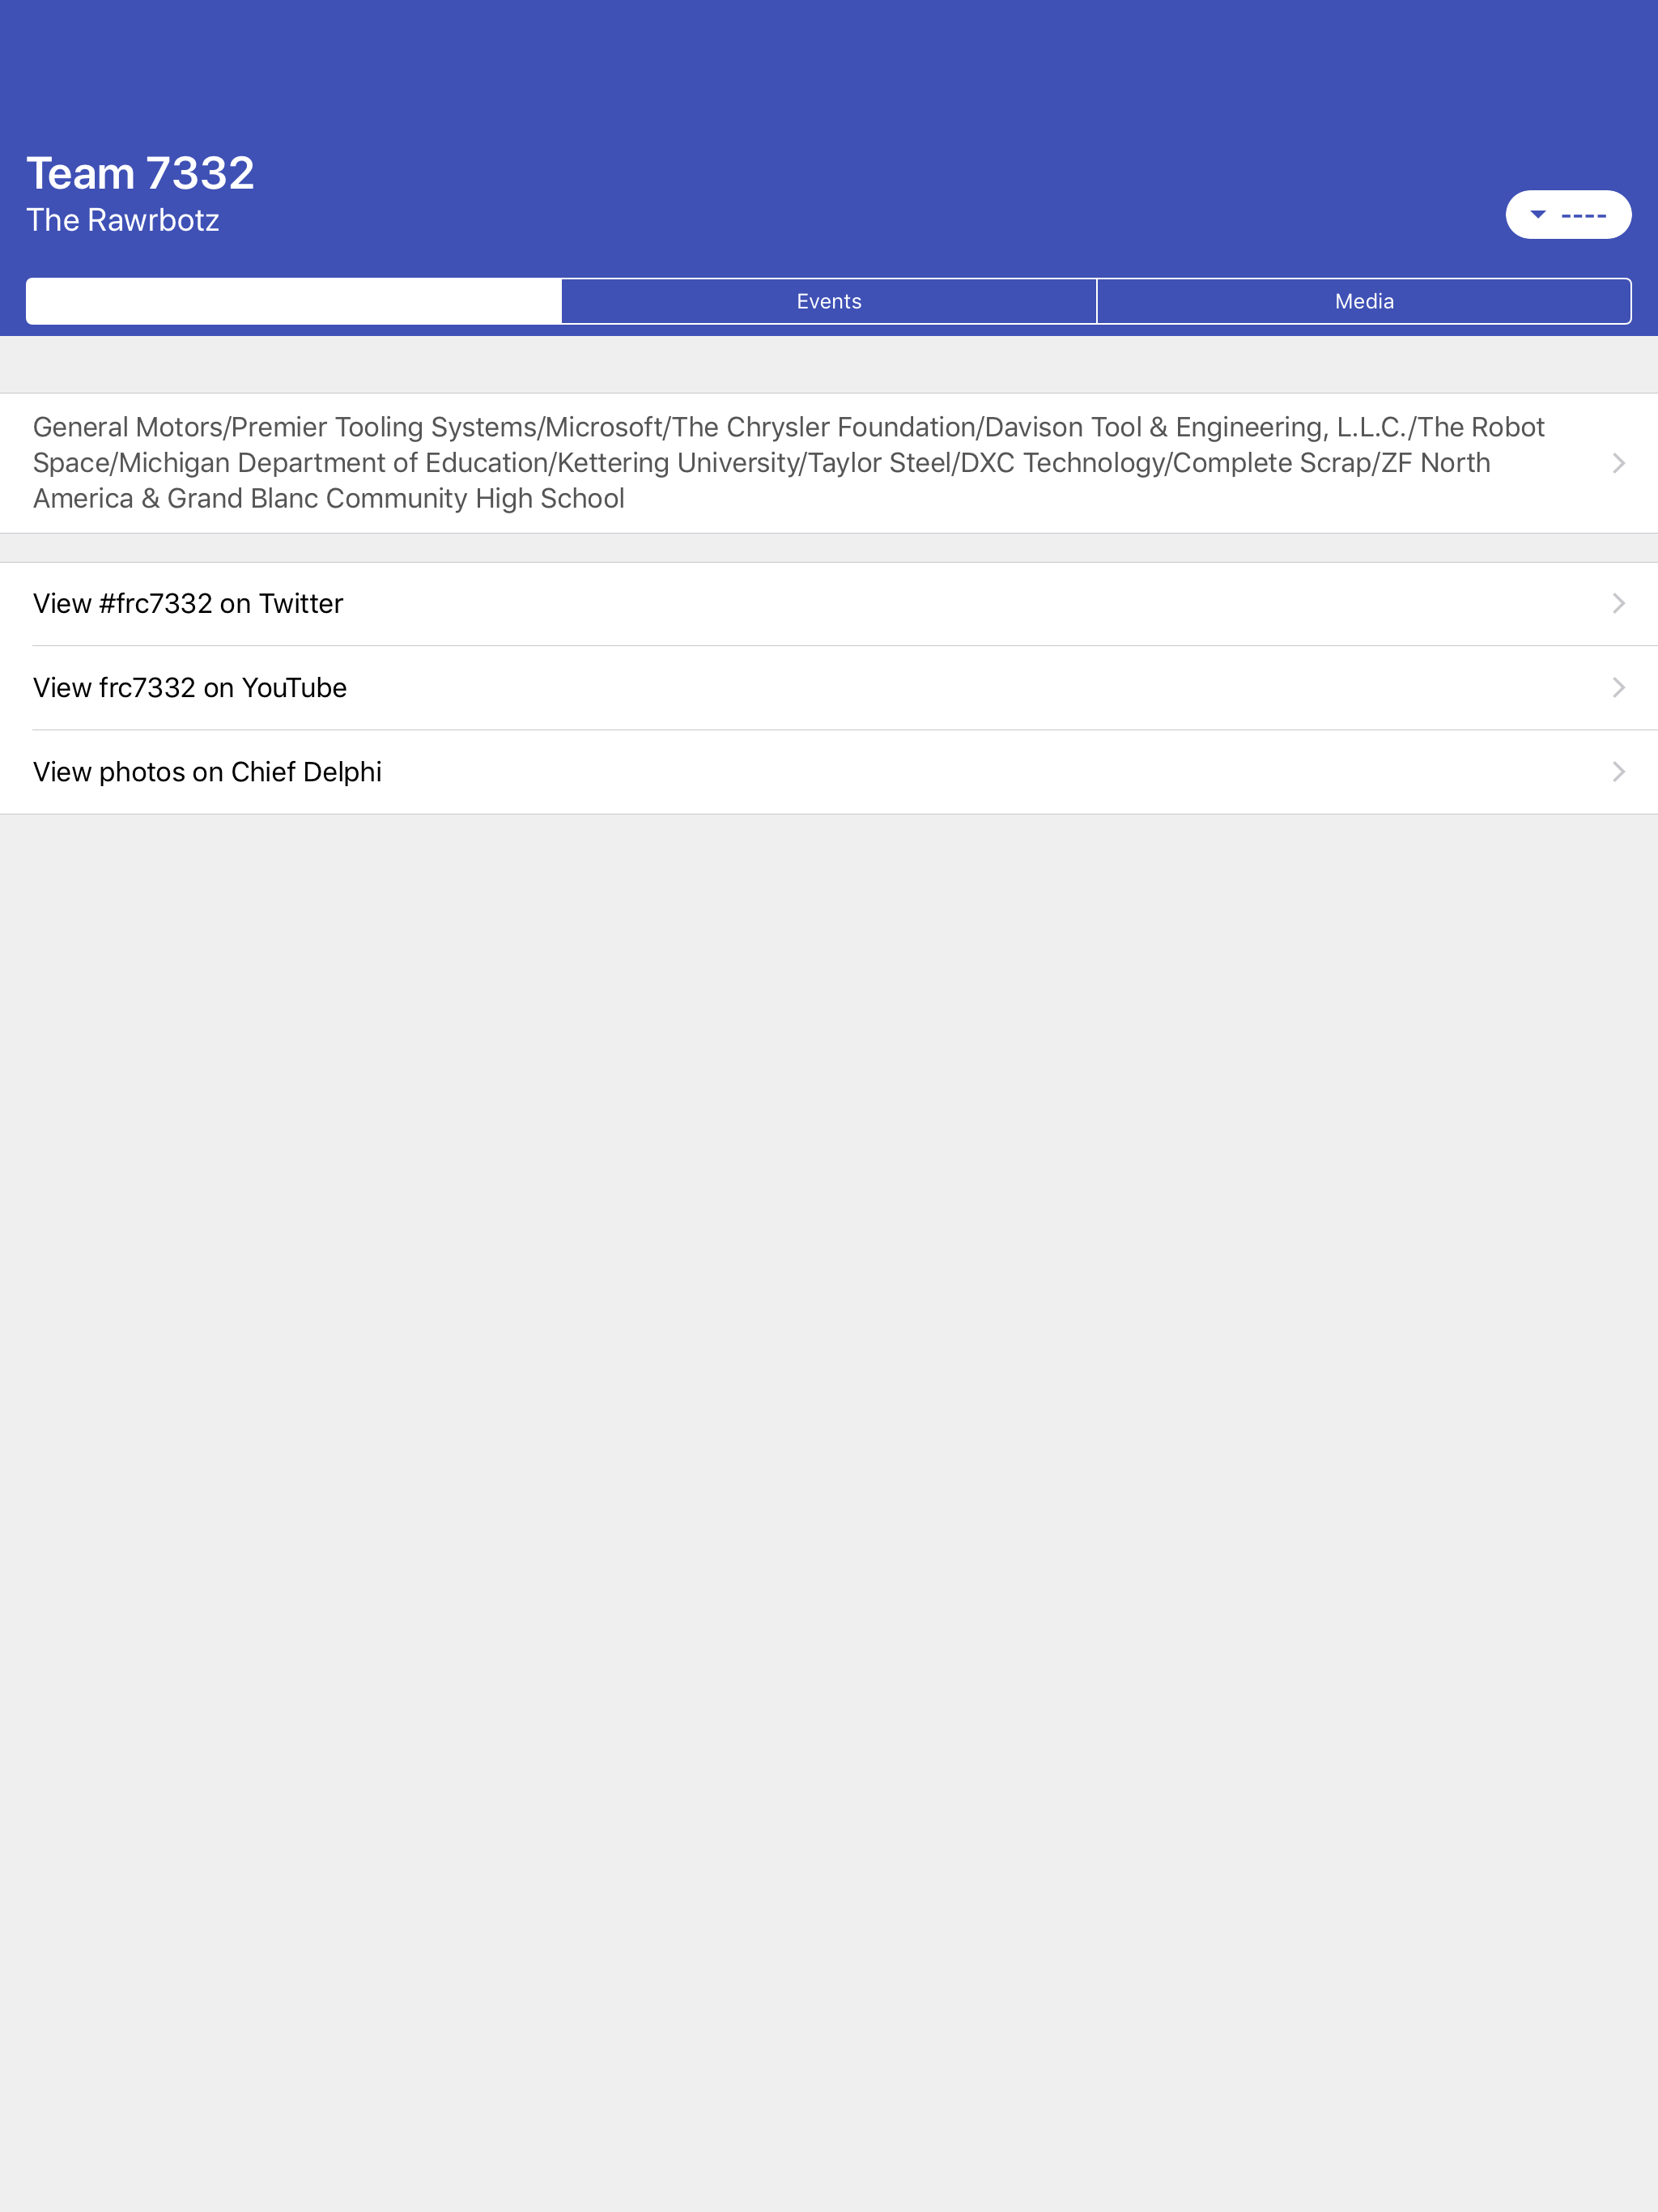 Team 7332
The Rawrbotz
----
Events
Media
General Motors/Premier Tooling Systems/Microsoft/The Chrysler Foundation/Davison Tool & Engineering, L.L.C./The Robot
Space/Michigan Department of Education/Kettering University/Taylor Steel/DXC Technology/Complete Scrap/ZF North
America & Grand Blanc Community High School
View #frc7332 on Twitter
View frc7332 on YouTube
View photos on Chief Delphi